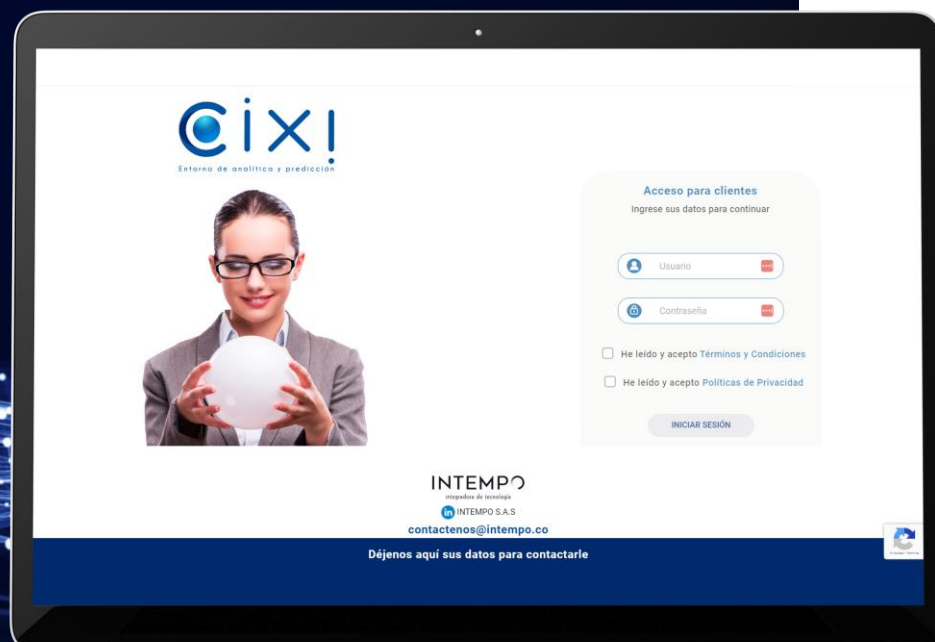 Cixi
Entorno de analítica y predicción
Acceso para clientes
Ingrese sus datos para continuar
Usuario
Contraseña
He leído y acepto Términos y Condiciones
He leído y acepto Políticas de Privacidad
INICIAR SESIÓN
INTEMPO
integradora de tecnología
in INTEMPO S.A.S
contactenos@intempo.co
Déjenos aquí sus datos para contactarle